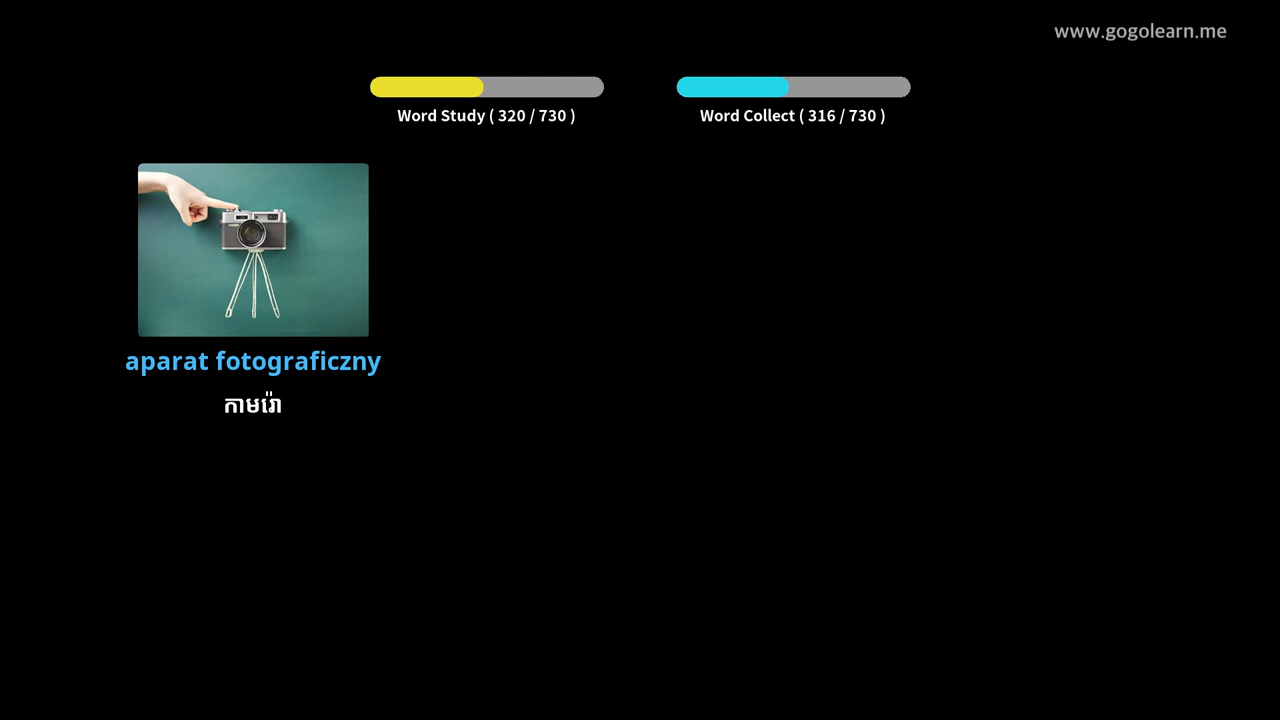 www.gogolearn.me
Word Study ( 320 / 730 )
Word Collect ( 316 / 730 )
aparat fotograficzny
កាមរ៉ោ